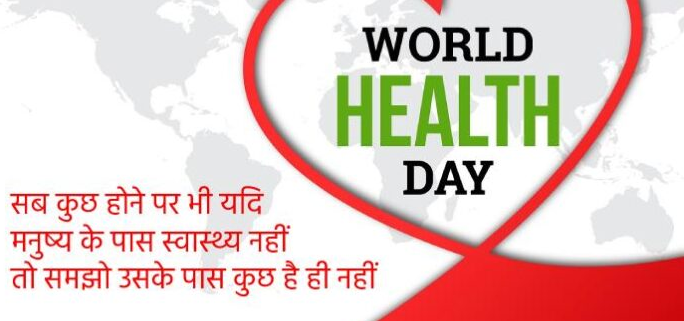 WORLD
HEALTH
DAY
सब कुछ होने पर भी यदि
मनुष्य के पास स्वास्थ्य नहीं
तो समझो उसके पास कुछ है ही नहीं